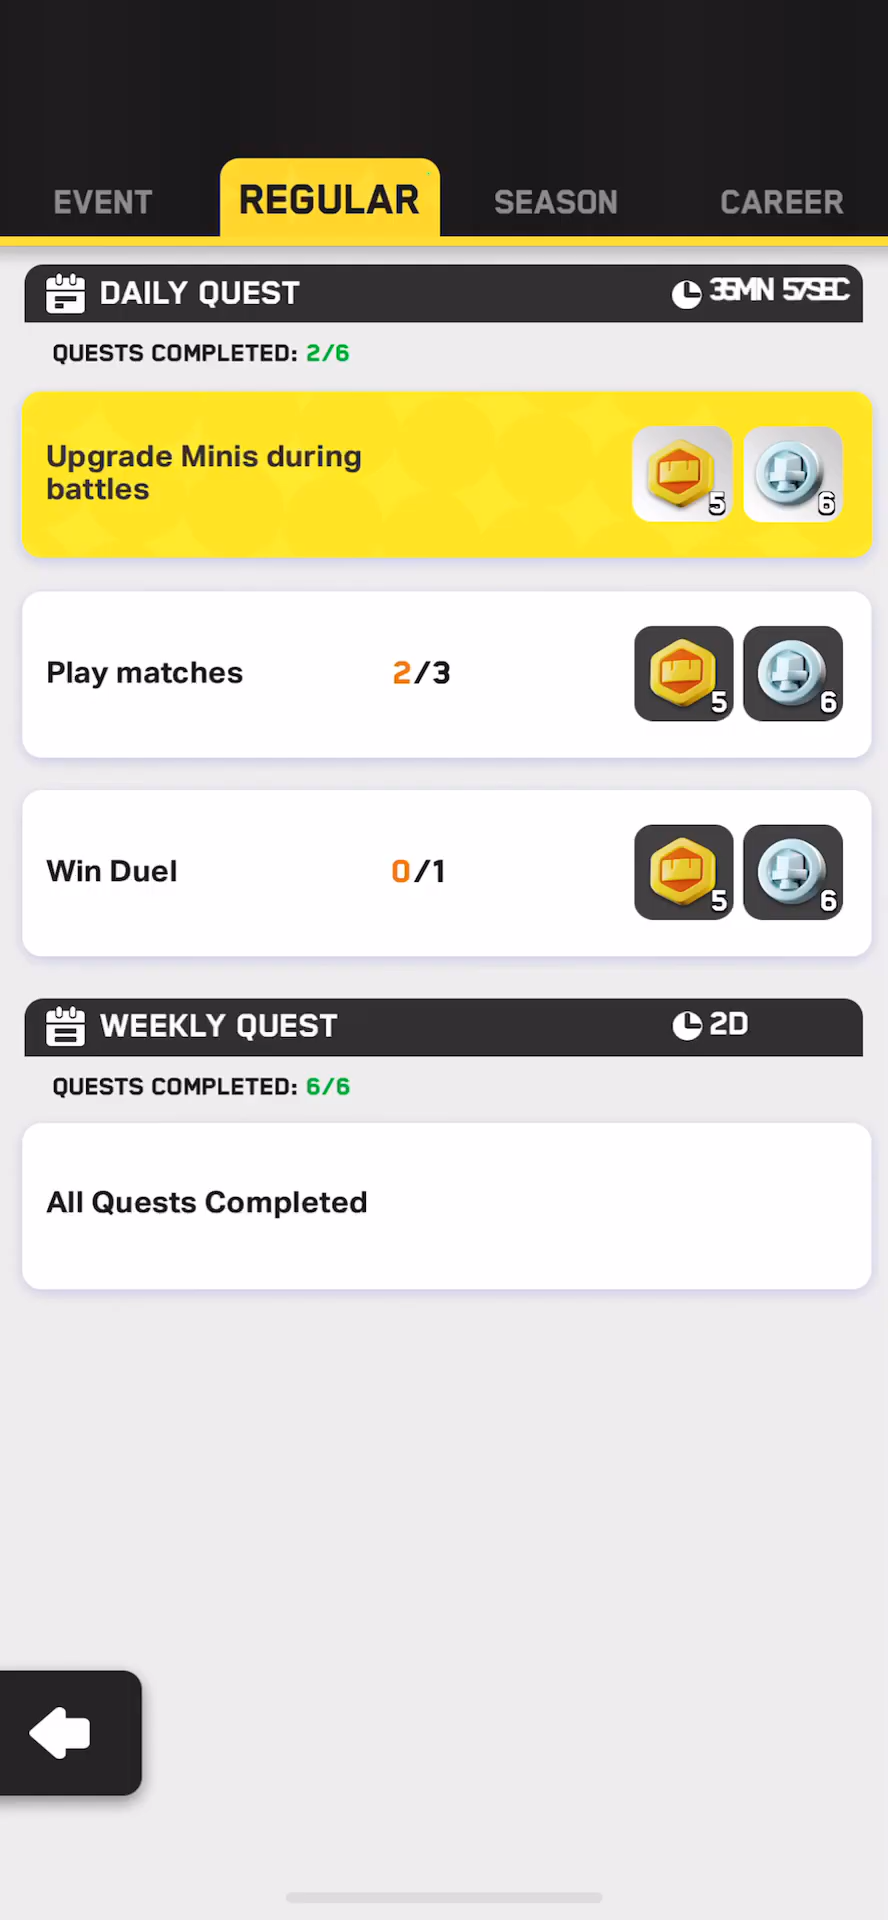 EVENT
REGULAR
SEASON
CAREER
DAILY QUEST
35MN 57SEC
QUESTS COMPLETED: 2/6
Upgrade Minis during
battles
5
6
Play matches
2/3
5
6
Win Duel
0/1
5
6
WEEKLY QUEST
2D
QUESTS COMPLETED: 6/6
All Quests Completed